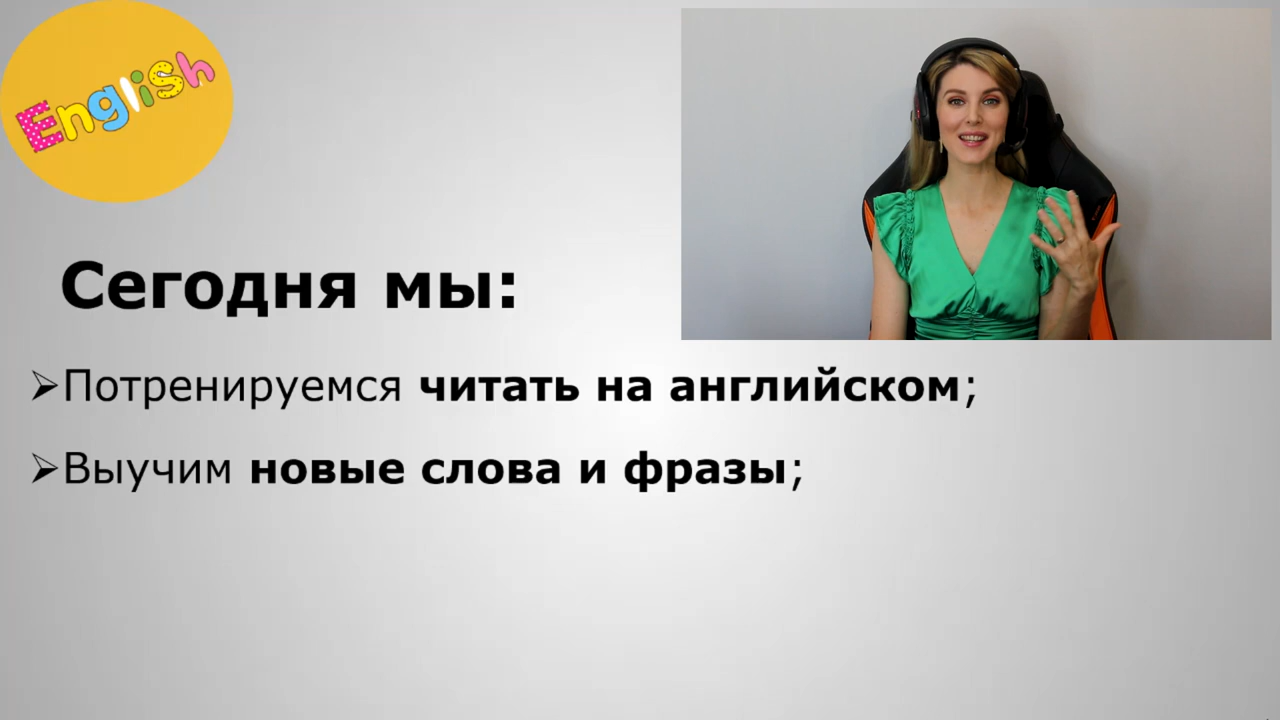 English
Сегодня мы:
➢Потренируемся читать на английском;
➢Выучим новые слова и фразы;